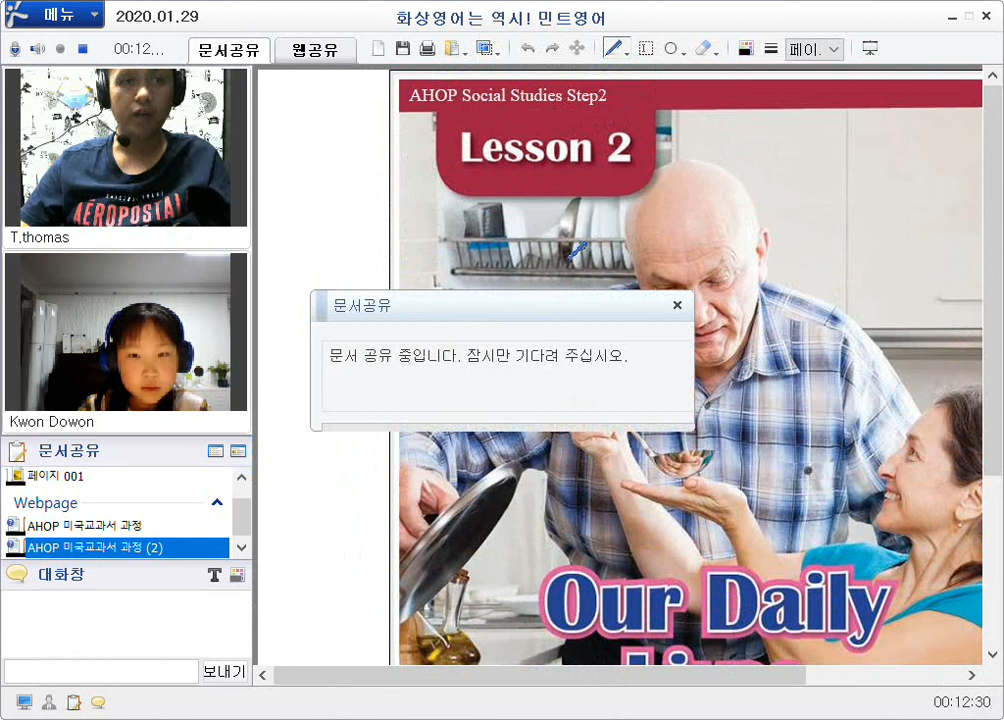 메뉴
2020.01.29
화상영어는 역시! 민트영어
00:12...
문서공유
웹공유
페이.
T.thomas
Kwon Dowon
문서공유
페이지 001
Webpage
AHOP 미국교과서 과정
AHOP 미국교과서 과정 (2)
대화창
보내기
AHOP Social Studies Step2
Lesson 2
문서공유
문서 공유 중입니다. 잠시만 기다려 주십시오.
Our Daily
AÉROPOSTAL
00:12:30